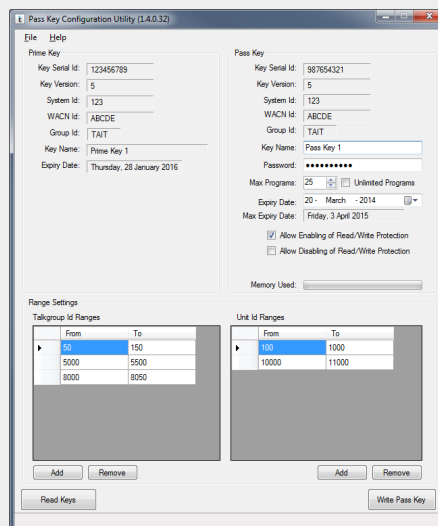 t Pass Key Configuration Utility (1.4.0.32)
File Help
Prime Key
Key Serial Id: 123456789
Key Version: 5
System Id: 123
WACN Id: ABCDE
Group Id: TAIT
Key Name: Prime Key 1
Expiry Date: Thursday, 28 January 2016
Pass Key
Key Serial Id: 987654321
Key Version: 5
System Id: 123
WACN Id: ABCDE
Group Id: TAIT
Key Name: Pass Key 1
Password: ●●●●●●●●●●
Max Programs: 25 Unlimited Programs
Expiry Date: 20 - March - 2014
Max Expiry Date: Friday, 3 April 2015
Allow Enabling of Read/Write Protection
Allow Disabling of Read/Write Protection
Memory Used:
Range Settings
Talkgroup Id Ranges
From To
50 150
5000 5500
8000 8050
Add Remove
Unit Id Ranges
From To
100 1000
10000 11000
Add Remove
Read Keys
Write Pass Key